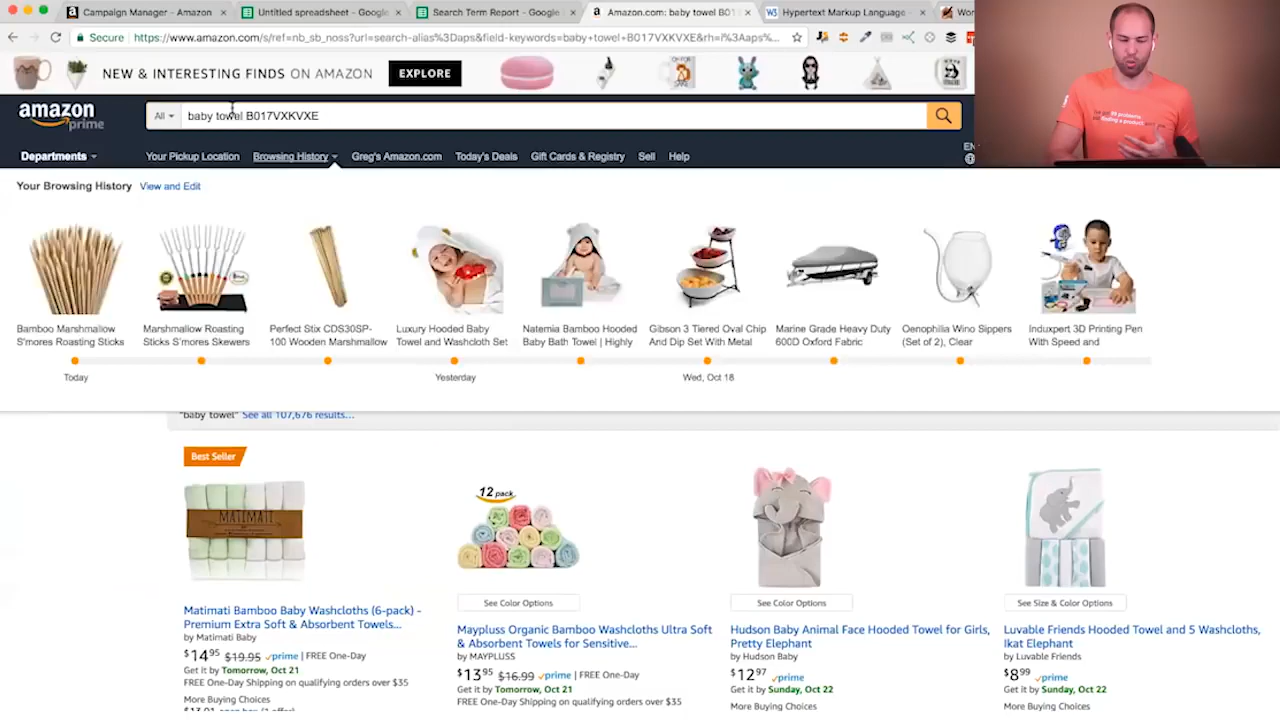 Campaign Manager - Amazon
Untitled spreadsheet - Google
Search Term Report - Google
Amazon.com: baby towel B01
Hypertext Markup Language
Wor
Secure https://www.amazon.com/s/ref=nb_sb_noss?url=search-alias%3Daps&field-keywords=baby+towel+B017VXKVXE&rh=i%3Aaps...
NEW & INTERESTING FINDS ON AMAZON EXPLORE
amazon
prime
All baby towel B017VXKVXE
EN
Departments Your Pickup Location Browsing History Greg's Amazon.com Today's Deals Gift Cards & Registry Sell Help
Your Browsing History View and Edit
Bamboo Marshmallow
S'mores Roasting Sticks
Marshmallow Roasting
Sticks S'mores Skewers
Perfect Stix CDS30SP-
100 Wooden Marshmallow
Luxury Hooded Baby
Towel and Washcloth Set
Natemia Bamboo Hooded
Baby Bath Towel | Highly
Gibson 3 Tiered Oval Chip
And Dip Set With Metal
Marine Grade Heavy Duty
600D Oxford Fabric
Oenophilia Wino Sippers
(Set of 2), Clear
Induxpert 3D Printing Pen
With Speed and
Today
Yesterday
Wed, Oct 18
"baby towel" See all 107,676 results...
Best Seller
MATIMATI
12 pack
See Color Options
See Color Options
See Size & Color Options
Matimati Bamboo Baby Washcloths (6-pack) -
Premium Extra Soft & Absorbent Towels...
by Matimati Baby
$14 95 $19.95 prime | FREE One-Day
Get it by Tomorrow, Oct 21
FREE One-Day Shipping on qualifying orders over $35
More Buying Choices
Maypluss Organic Bamboo Washcloths Ultra Soft
& Absorbent Towels for Sensitive...
by MAYPLUSS
$13 95 $16.99 prime | FREE One-Day
Get it by Tomorrow, Oct 21
FREE One-Day Shipping on qualifying orders over $35
Hudson Baby Animal Face Hooded Towel for Girls,
Pretty Elephant
by Hudson Baby
$12 97 prime
Get it by Sunday, Oct 22
More Buying Choices
Luvable Friends Hooded Towel and 5 Washcloths,
Ikat Elephant
by Luvable Friends
$8 99 prime
Get it by Sunday, Oct 22
More Buying Choices